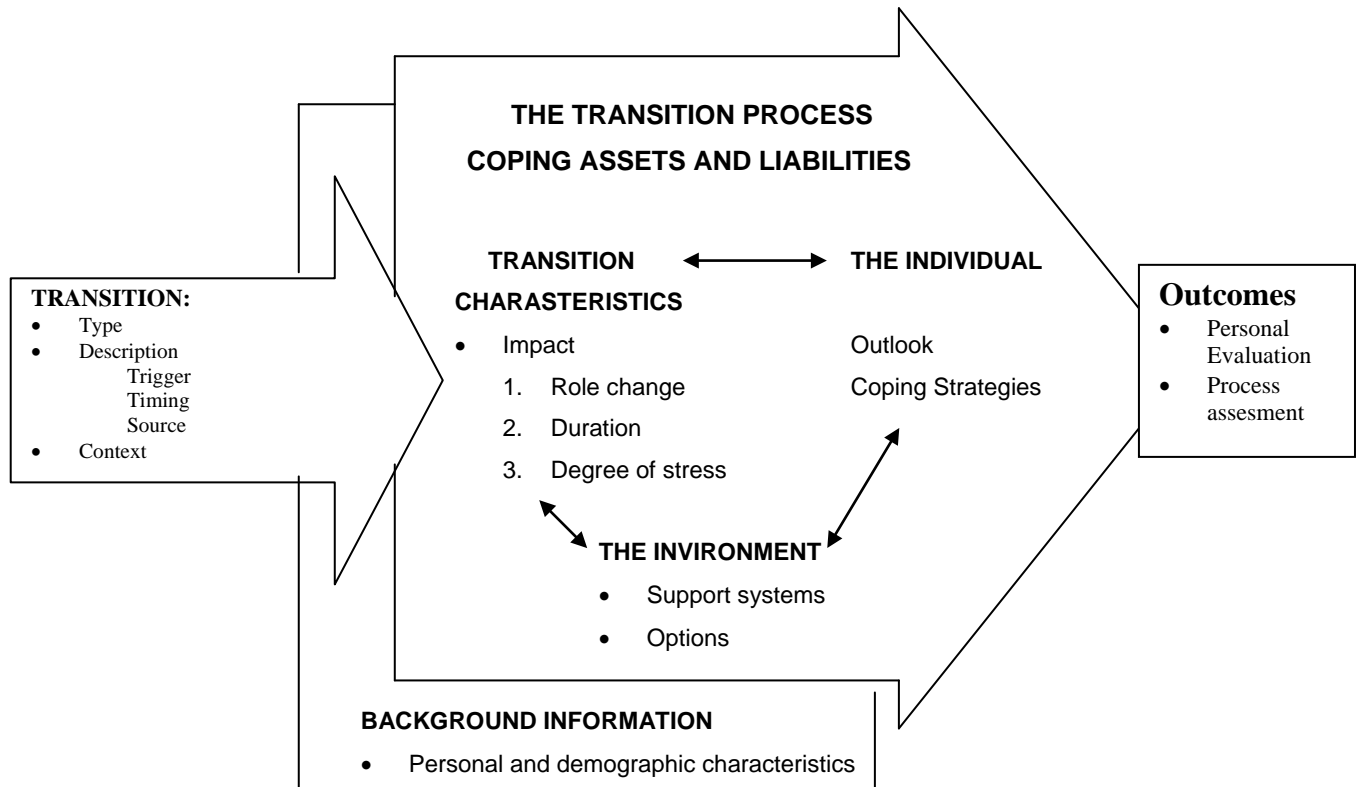 THE TRANSITION PROCESS
COPING ASSETS AND LIABILITIES
TRANSITION:
• Type
• Description
Trigger
Timing
Source
• Context
TRANSITION
CHARASTERISTICS
• Impact
1. Role change
2. Duration
3. Degree of stress
THE INDIVIDUAL
Outlook
Coping Strategies
THE INVIRONMENT
• Support systems
• Options
Outcomes
• Personal
Evaluation
• Process
assesment
BACKGROUND INFORMATION
• Personal and demographic characteristics